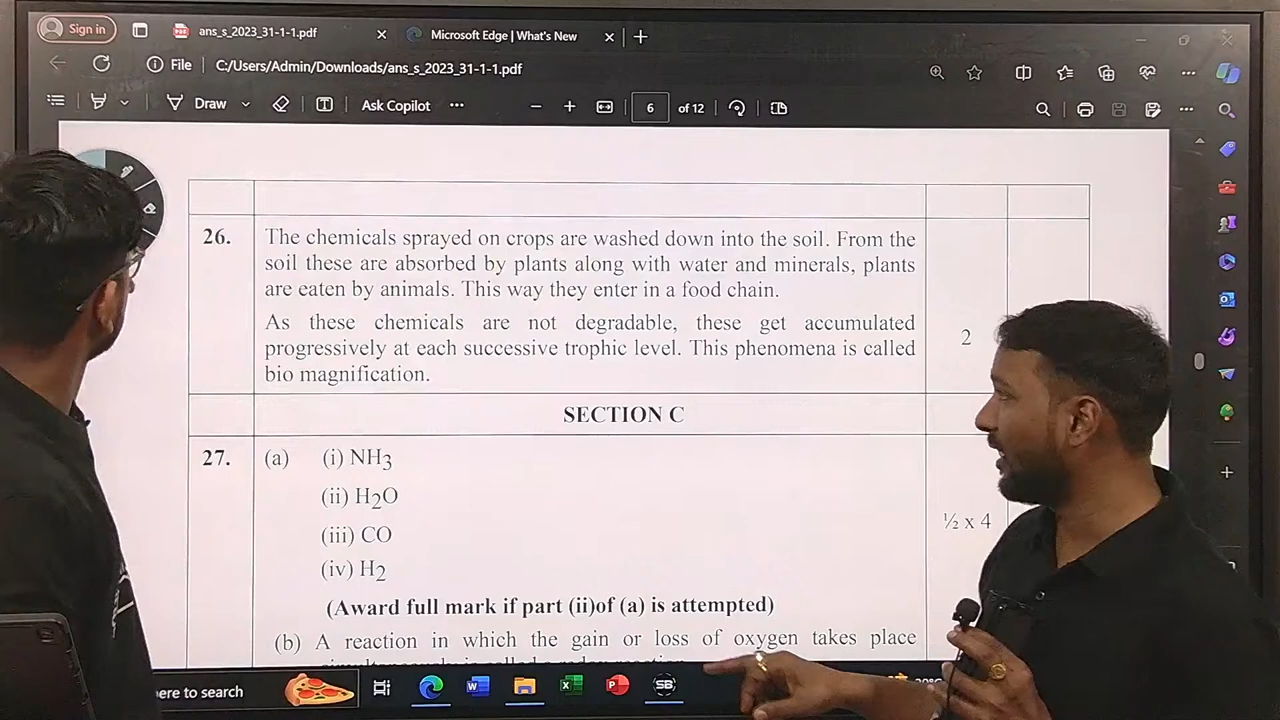 Sign in
ans_s_2023_31-1-1.pdf
Microsoft Edge | What's New
File
C:/Users/Admin/Downloads/ans_s_2023_31-1-1.pdf
Draw
Ask Copilot
6
of 12
26.
The chemicals sprayed on crops are washed down into the soil. From the
soil these are absorbed by plants along with water and minerals, plants
are eaten by animals. This way they enter in a food chain.
As these chemicals are not degradable, these get accumulated
progressively at each successive trophic level. This phenomena is called
bio magnification.
2
SECTION C
27.
(a) (i) NH3
(ii) H2O
(iii) CO
(iv) H2
½ x 4
(Award full mark if part (ii)of (a) is attempted)
(b) A reaction in which the gain or loss of oxygen takes place
ere to search
SB